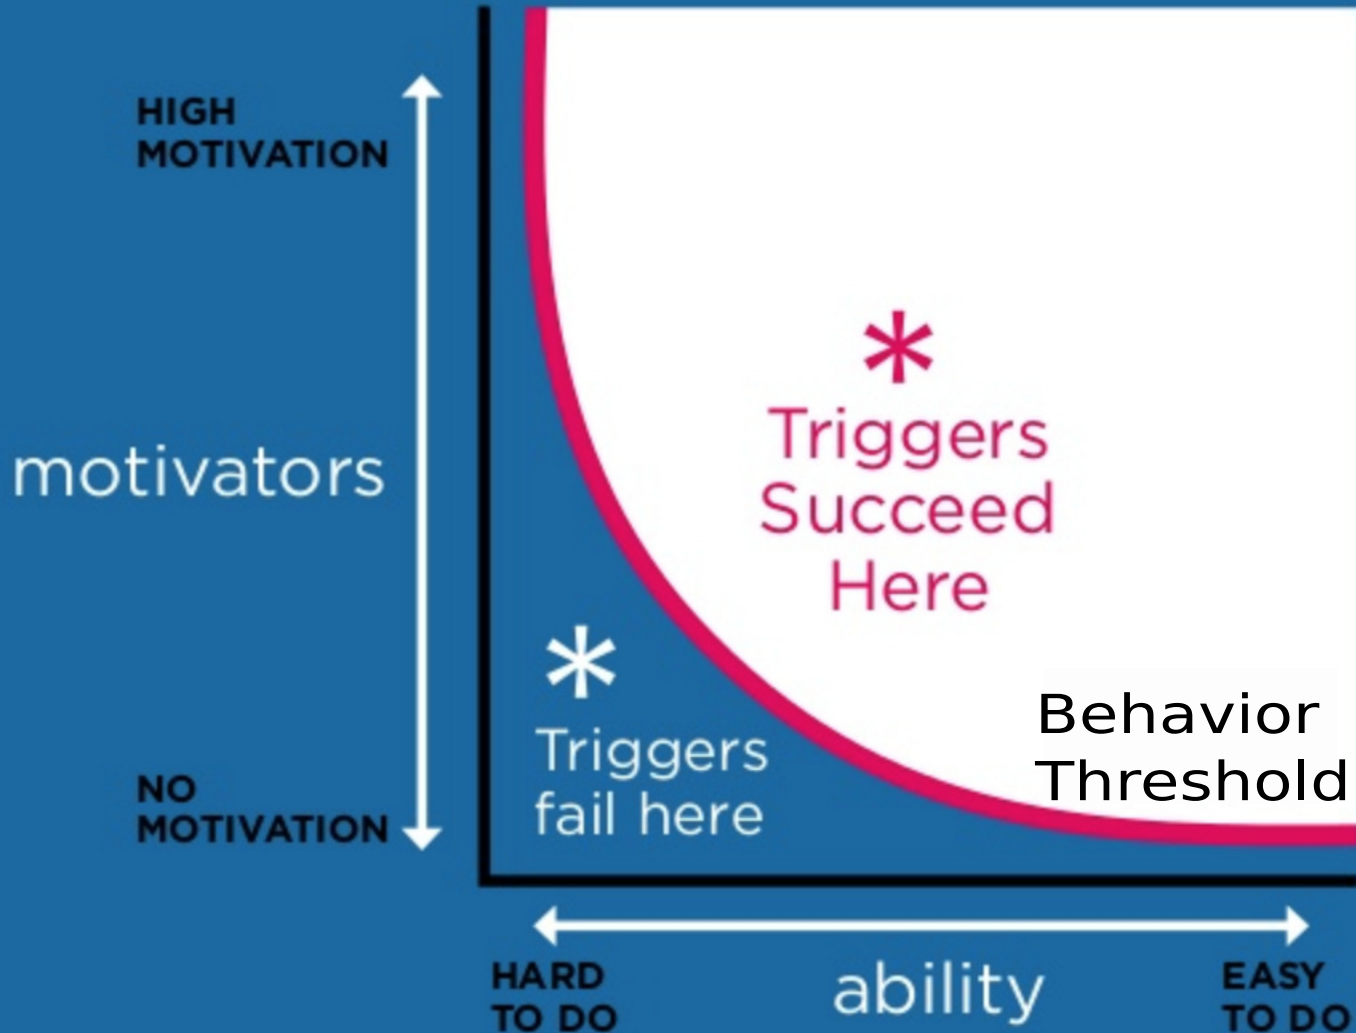 HIGH
MOTIVATION
motivators
NO
MOTIVATION
*
Triggers
Succeed
Here
*
Triggers
fail here
Behavior
Threshold
HARD
TO DO
ability
EASY
TO DO